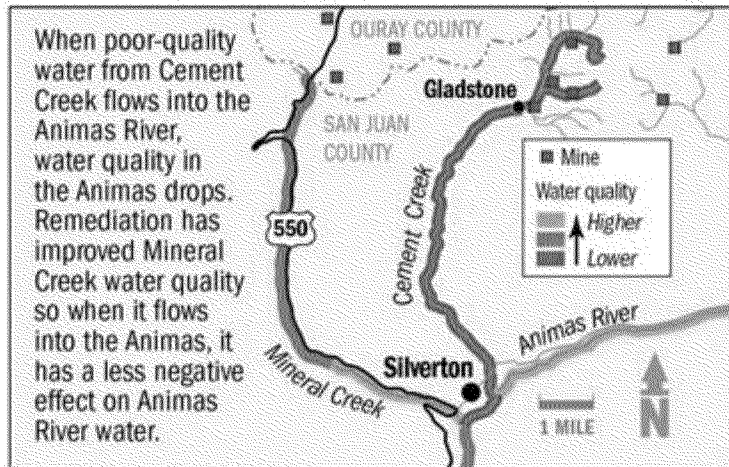 When poor-quality
water from Cement
Creek flows into the
Animas River,
water quality in
the Animas drops.
Remediation has
improved Mineral
Creek water quality
so when it flows
into the Animas, it
has a less negative
effect on Animas
River water.
OURAY COUNTY
SAN JUAN
COUNTY
Gladstone
Mine
Water quality
Higher
Lower
550
Cement Creek
Animas River
Silverton
Mineral Creek
1 MILE
N